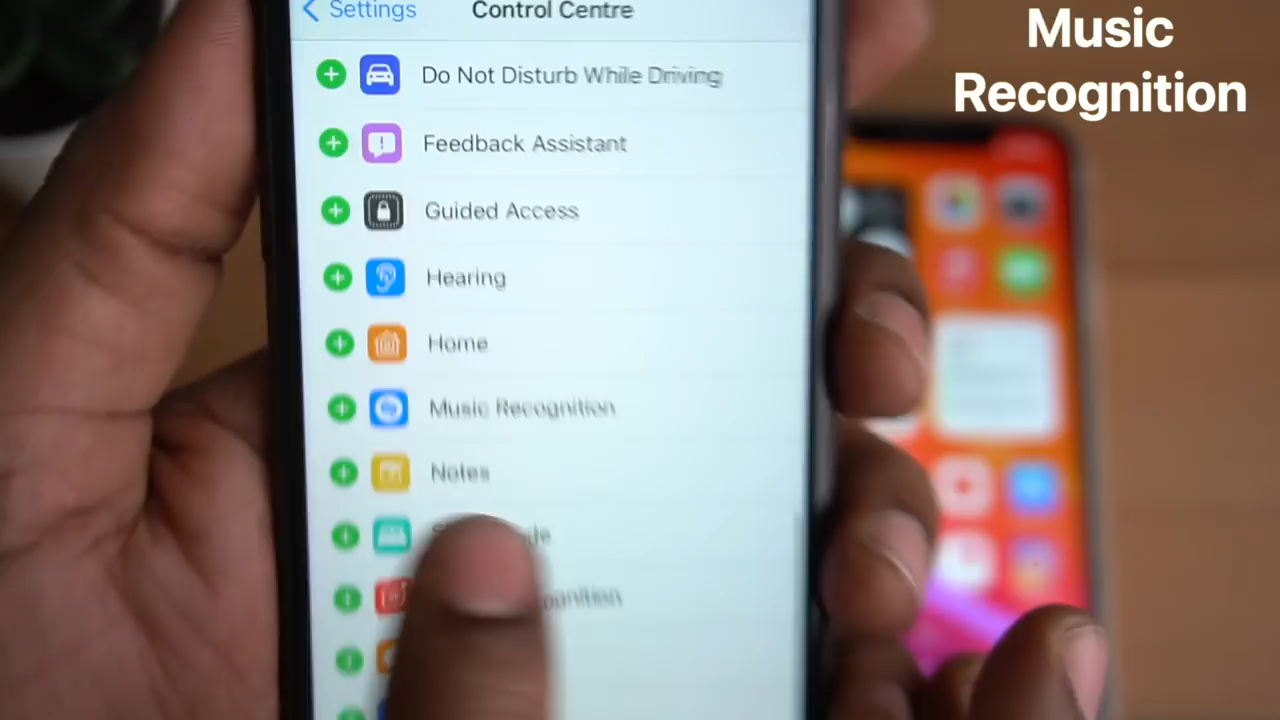 Settings
Control Centre
Music
Recognition
Do Not Disturb While Driving
Feedback Assistant
Guided Access
Hearing
Home
Music Recognition
Notes